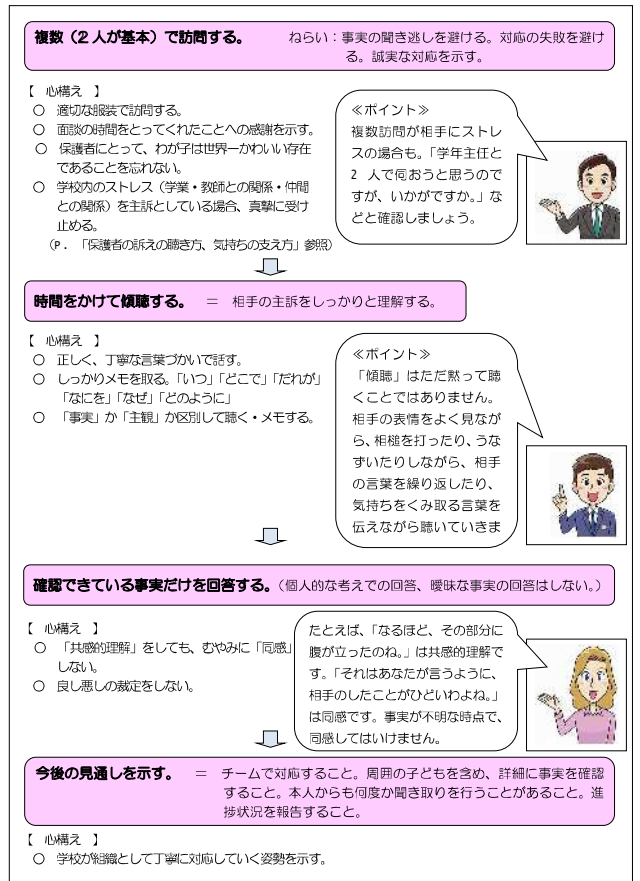 複数（２人が基本）で訪問する。　　ねらい：事実の聞き逃しを避ける。対応の失敗を避け
る。誠実な対応を示す。
【　心構え　】
○　適切な服装で訪問する。
○　面談の時間をとってくれたことへの感謝を示す。
○　保護者にとって、わが子は世界一かわいい存在
であることを忘れない。
○　学校内のストレス（学業・教師との関係・仲間
との関係）を主訴としている場合、真摯に受け
止める。
（P．「保護者の訴えの聴き方、気持ちの支え方」参照）
≪ポイント≫
複数訪問が相手にストレ
スの場合も。「学年主任と
２ 人で伺おうと思うので
すが、いかがですか。」な
どと確認しましょう。
時間をかけて傾聴する。　＝　相手の主訴をしっかりと理解する。
【　心構え　】
○　正しく、丁寧な言葉づかいで話す。
○　しっかりメモを取る。「いつ」「どこで」「だれが」
「なにを」「なぜ」「どのように」
○　「事実」か「主観」か区別して聴く・メモする。
≪ポイント≫
「傾聴」はただ黙って聴
くことではありません。
相手の表情をよく見なが
ら、相槌を打ったり、うな
ずいたりしながら、相手
の言葉を繰り返したり、
気持ちをくみ取る言葉を
伝えながら聴いていきま
確認できている事実だけを回答する。（個人的な考えでの回答、曖昧な事実の回答はしない。）
【　心構え　】
○　「共感的理解」をしても、むやみに「同感」
しない。
○　良し悪しの裁定をしない。
たとえば、「なるほど、その部分に
腹が立ったのね。」は共感的理解で
す。「それはあなたが言うように、
相手のしたことがひどいわよね。」
は同感です。事実が不明な時点で、
同感してはいけません。
今後の見通しを示す。　＝　チームで対応すること。周囲の子どもを含め、詳細に事実を確認
すること。本人からも何度か聞き取りを行うことがあること。進
捗状況を報告すること。
【　心構え　】
○　学校が組織として丁寧に対応していく姿勢を示す。